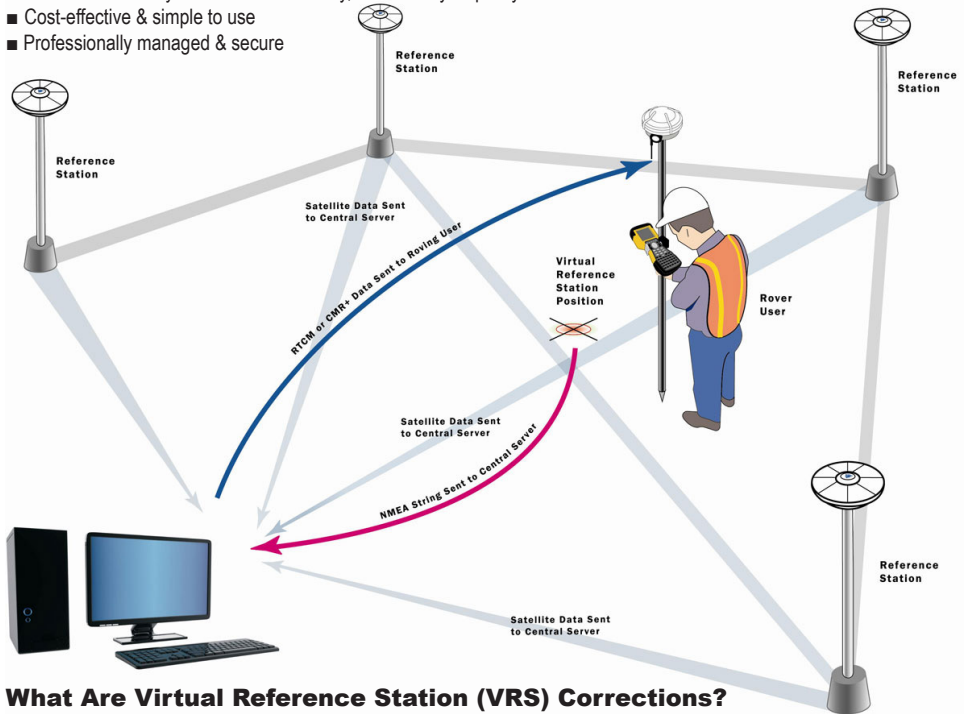 ■ Cost-effective & simple to use
■ Professionally managed & secure
Reference
Station
Reference
Station
Reference
Station
Satellite Data Sent
to Central Server
RTCM or CMR+ Data Sent to Roving User
Virtual
Reference
Station
Position
Rover
User
Satellite Data Sent
to Central Server
NMEA String Sent to Central Server
Reference
Station
Satellite Data Sent
to Central Server
What Are Virtual Reference Station (VRS) Corrections?